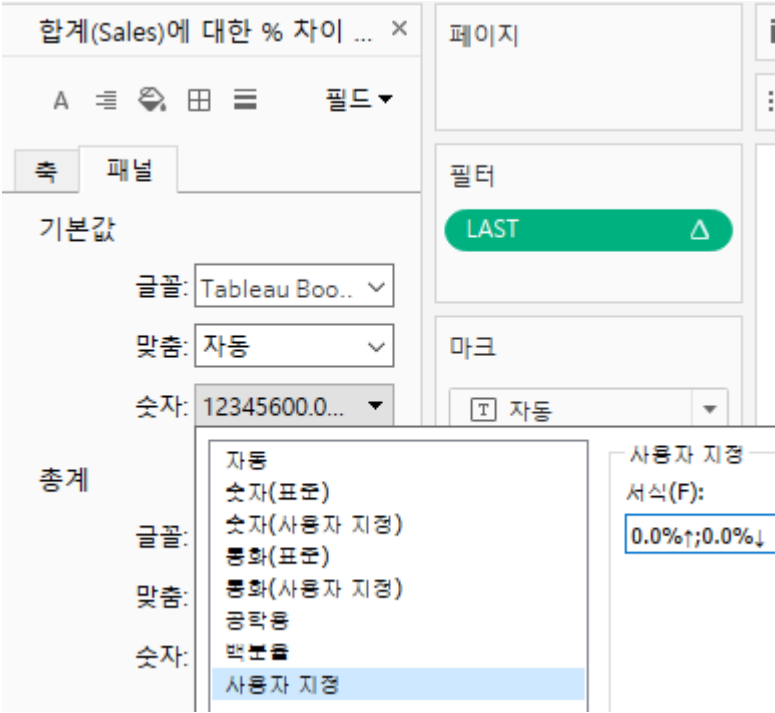 합계(Sales)에 대한 % 차이 ... ×
A
필드
축
패널
기본값
글꼴: Tableau Boo..
맞춤: 자동
숫자: 12345600.0...
총계
글꼴:
맞춤:
숫자:
페이지
필터
LAST Δ
마크
T 자동
자동
숫자(표준)
숫자(사용자 지정)
통화(표준)
통화(사용자 지정)
공학용
백분율
사용자 지정
사용자 지정
서식(F):
0.0%↑;0.0%↓